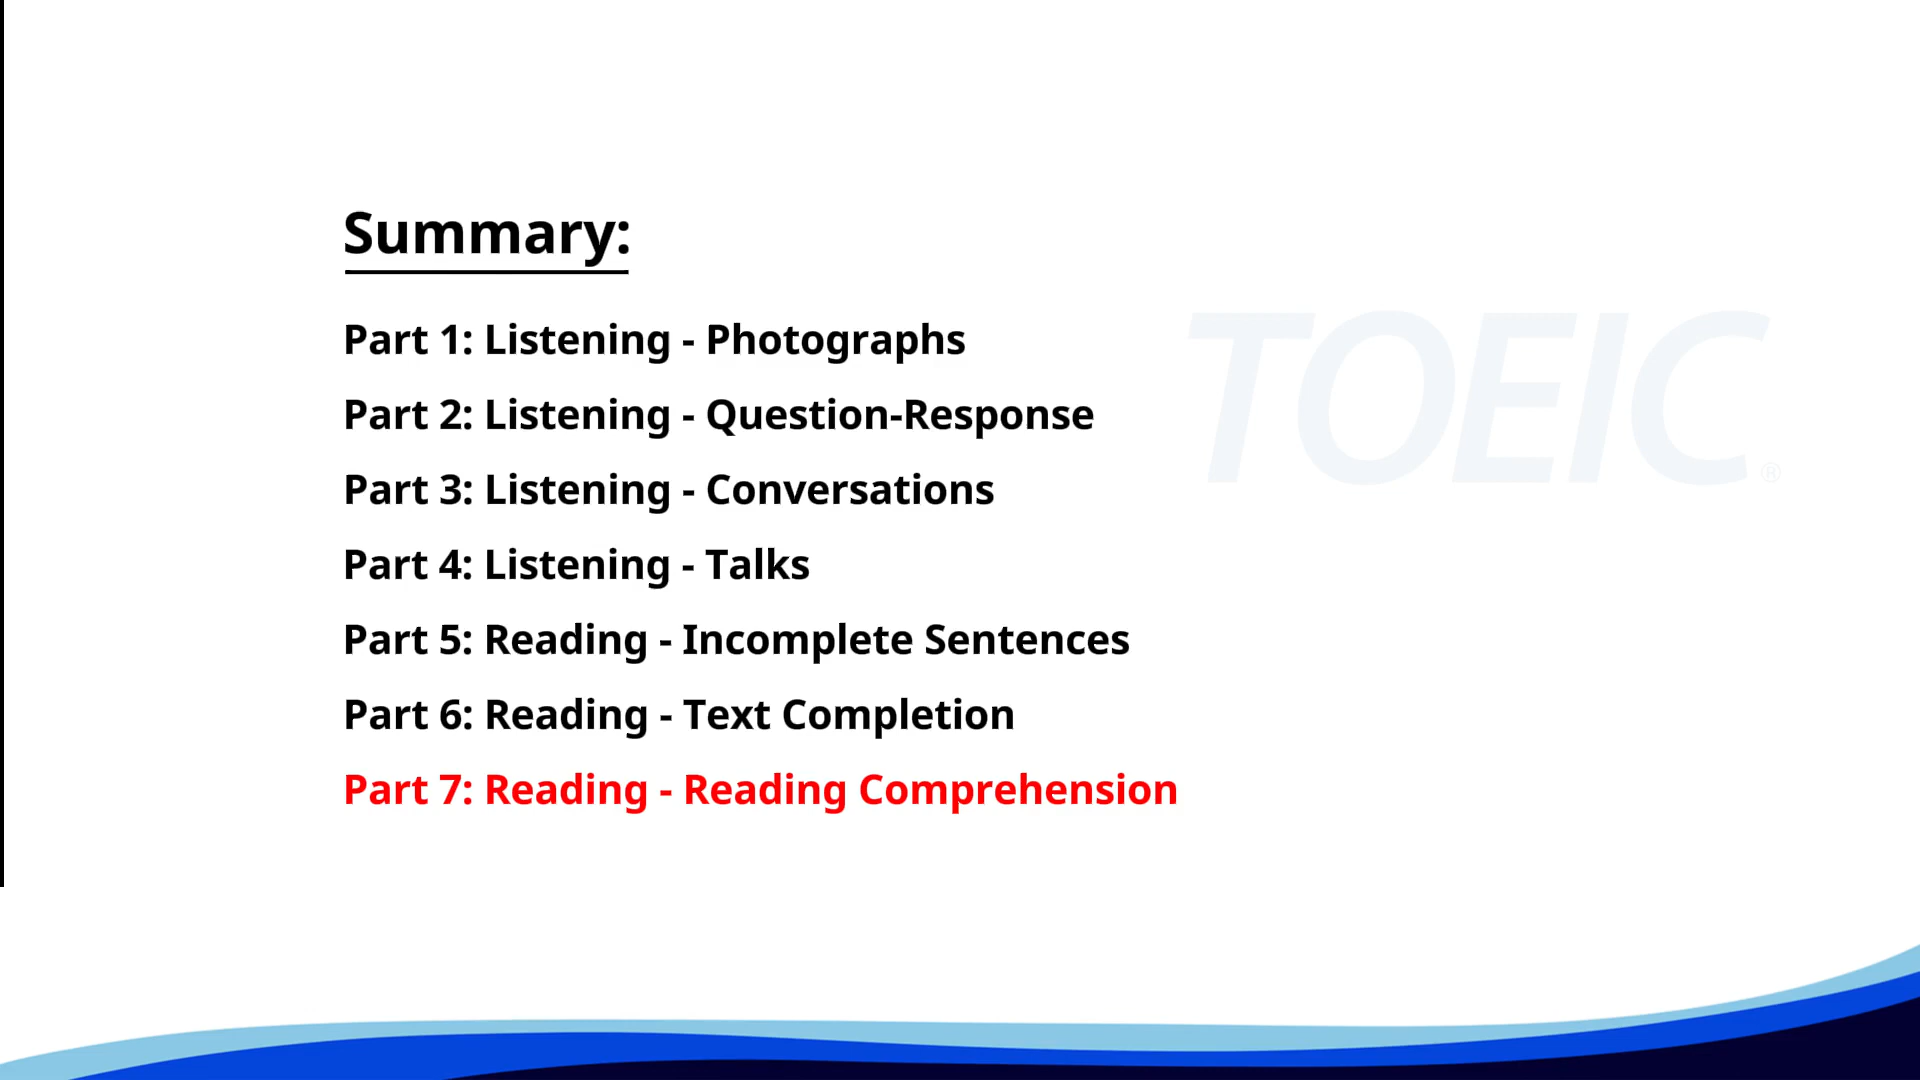 Summary:
Part 1: Listening - Photographs
Part 2: Listening - Question-Response
Part 3: Listening - Conversations
Part 4: Listening - Talks
Part 5: Reading - Incomplete Sentences
Part 6: Reading - Text Completion
Part 7: Reading - Reading Comprehension
TOEIC®